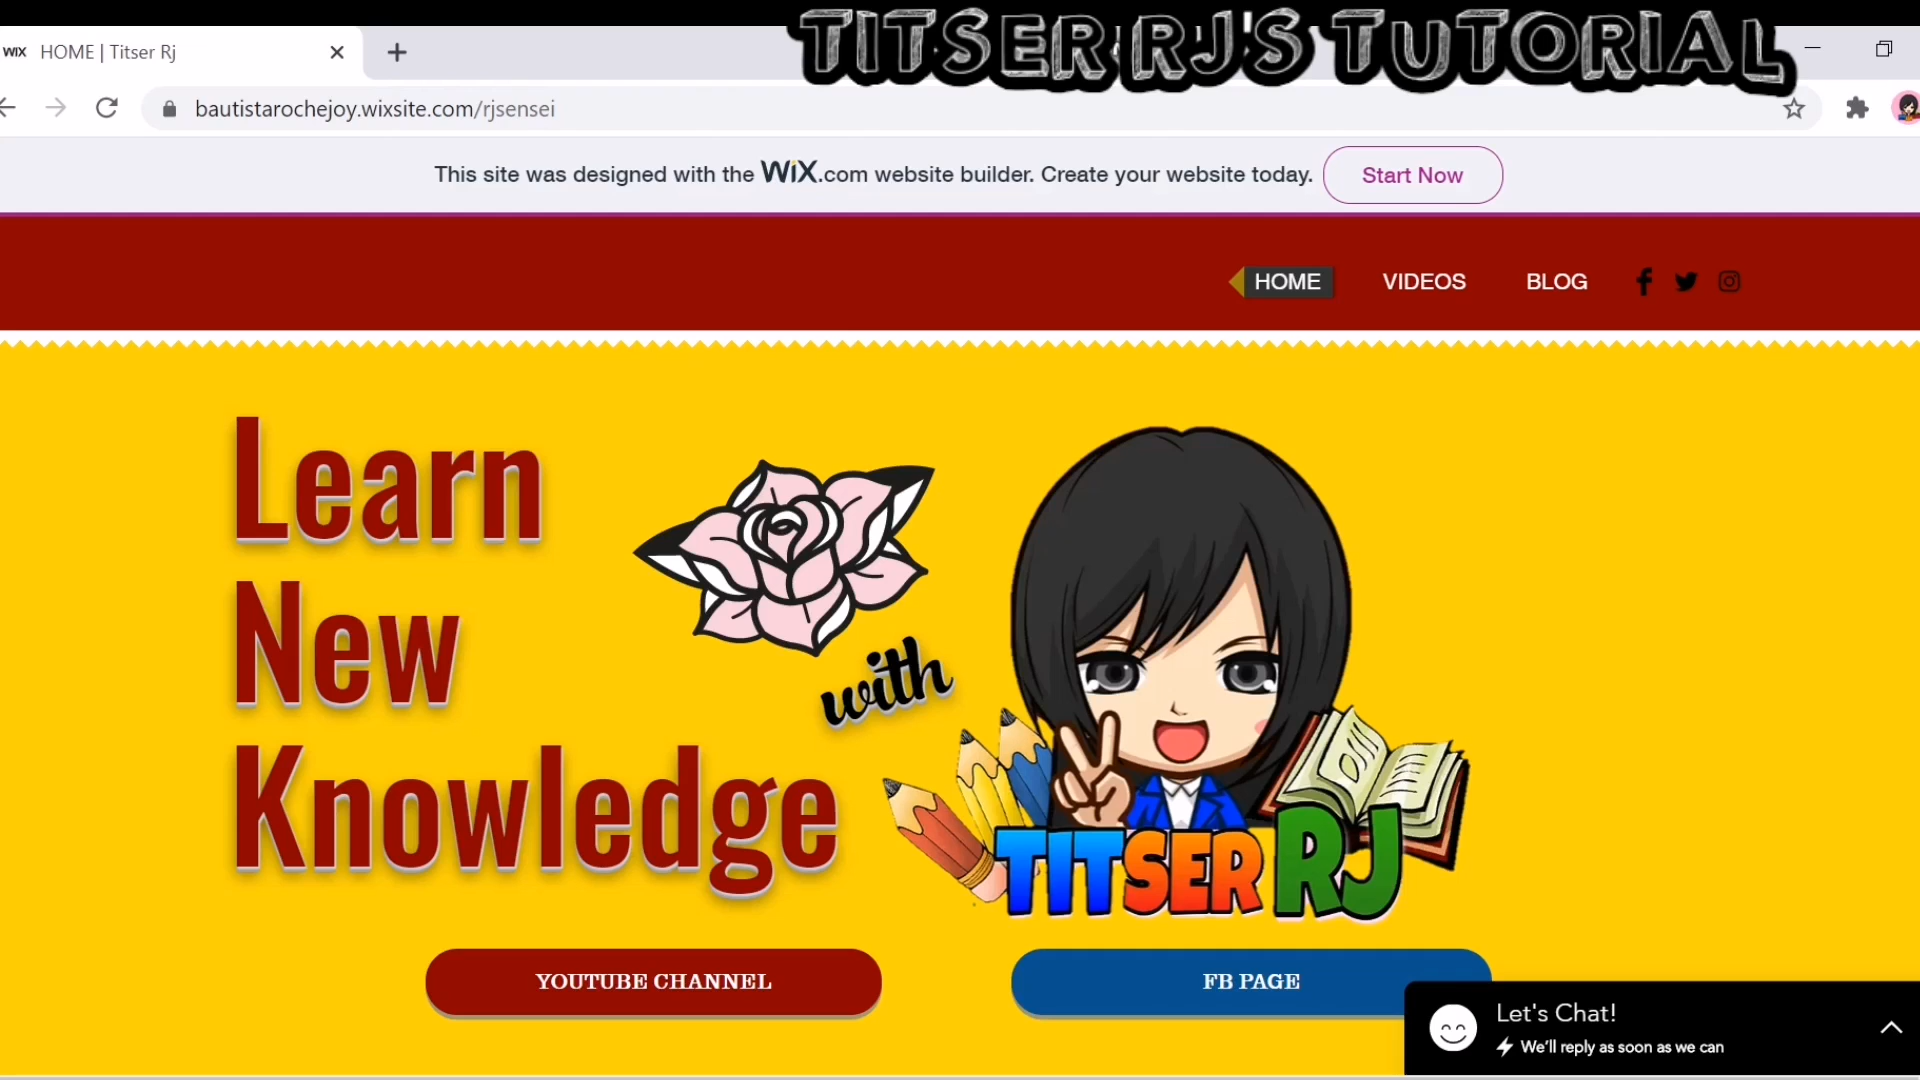 TITSER RJ'S TUTORIAL
WIX HOME | Titser Rj
bautistarochejoy.wixsite.com/rjsensei
This site was designed with the WiX.com website builder. Create your website today. Start Now
HOME VIDEOS BLOG
Learn
New
Knowledge
with
TITSER RJ
YOUTUBE CHANNEL
FB PAGE
Let's Chat!
We'll reply as soon as we can